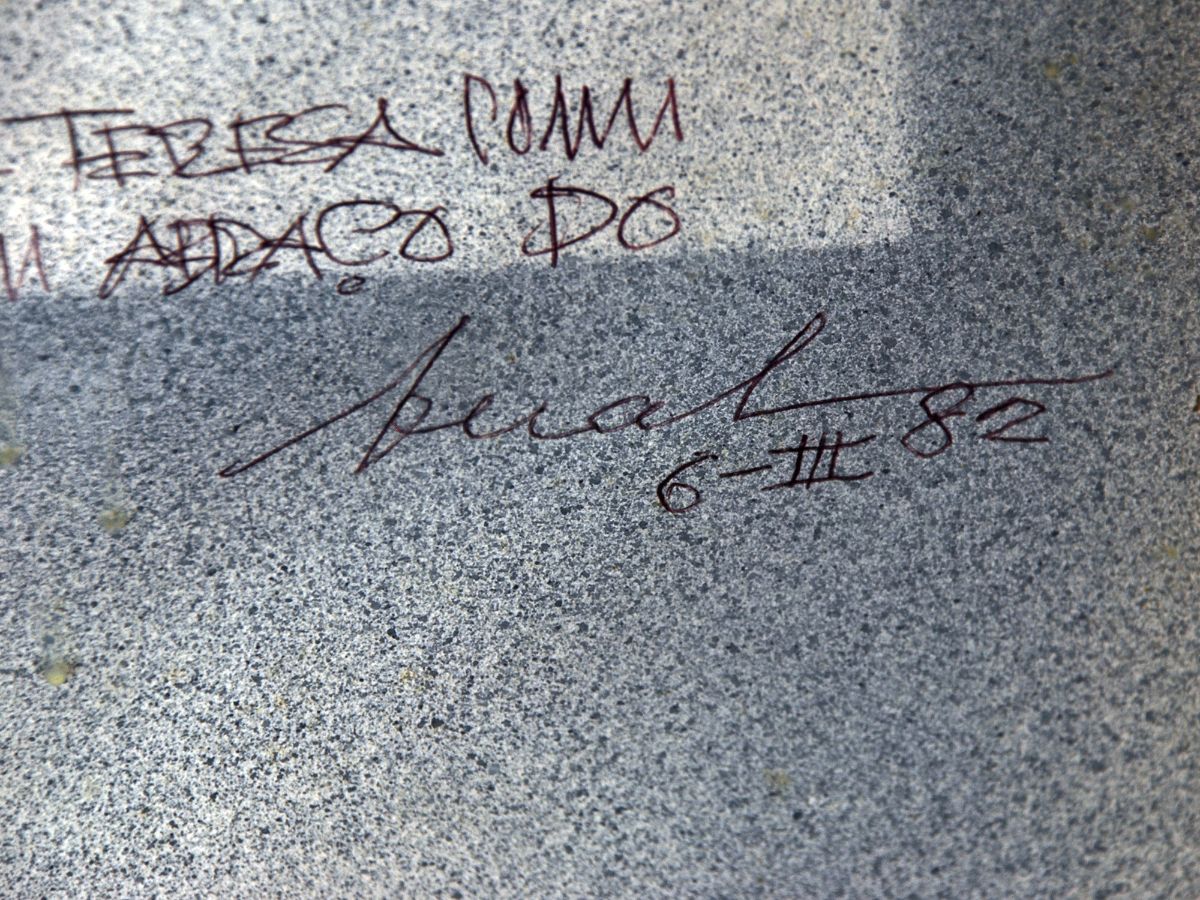 - TERESA COM U
M ABRAÇO DO
6-III 82